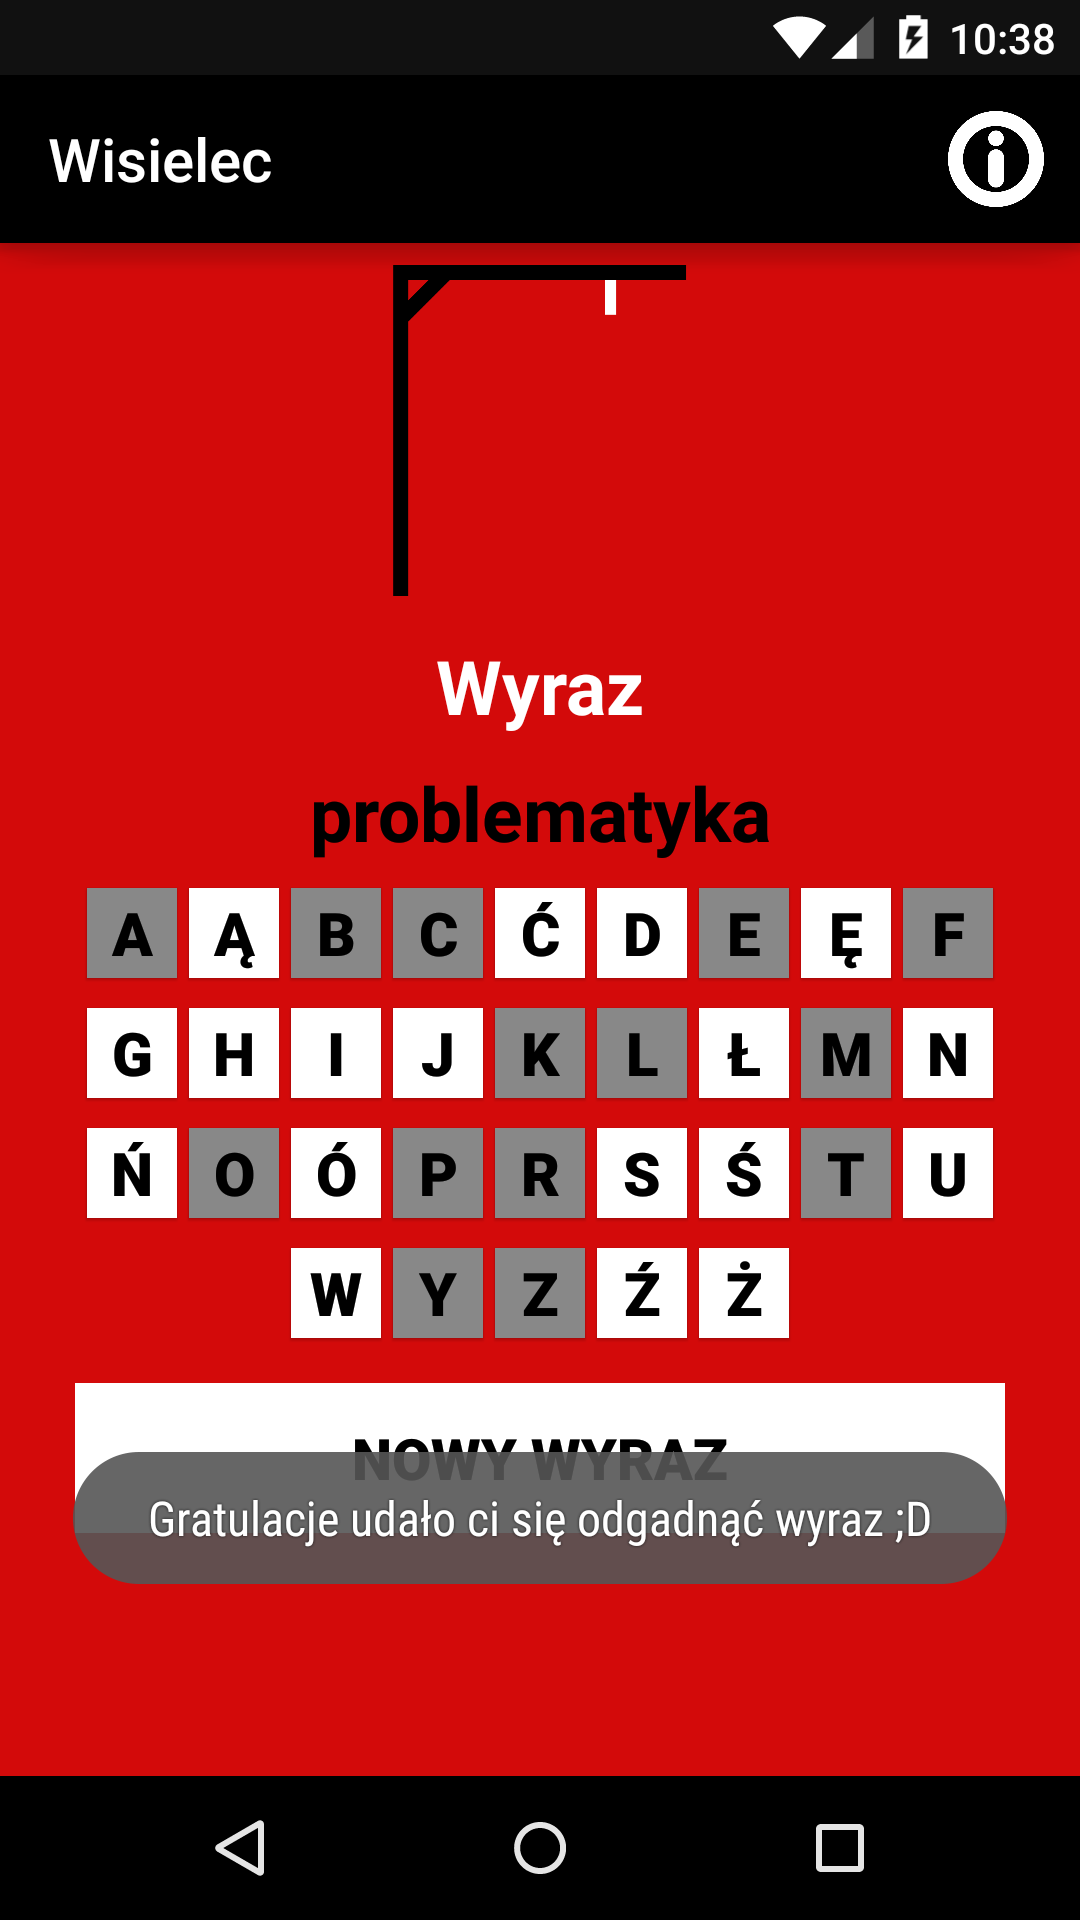 10:38
Wisielec
Wyraz
problematyka
A Ą B C Ć D E Ę F
G H I J K L Ł M N
Ń O Ó P R S Ś T U
W Y Z Ź Ż
NOWY WYRAZ
Gratulacje udało ci się odgadnąć wyraz ;D